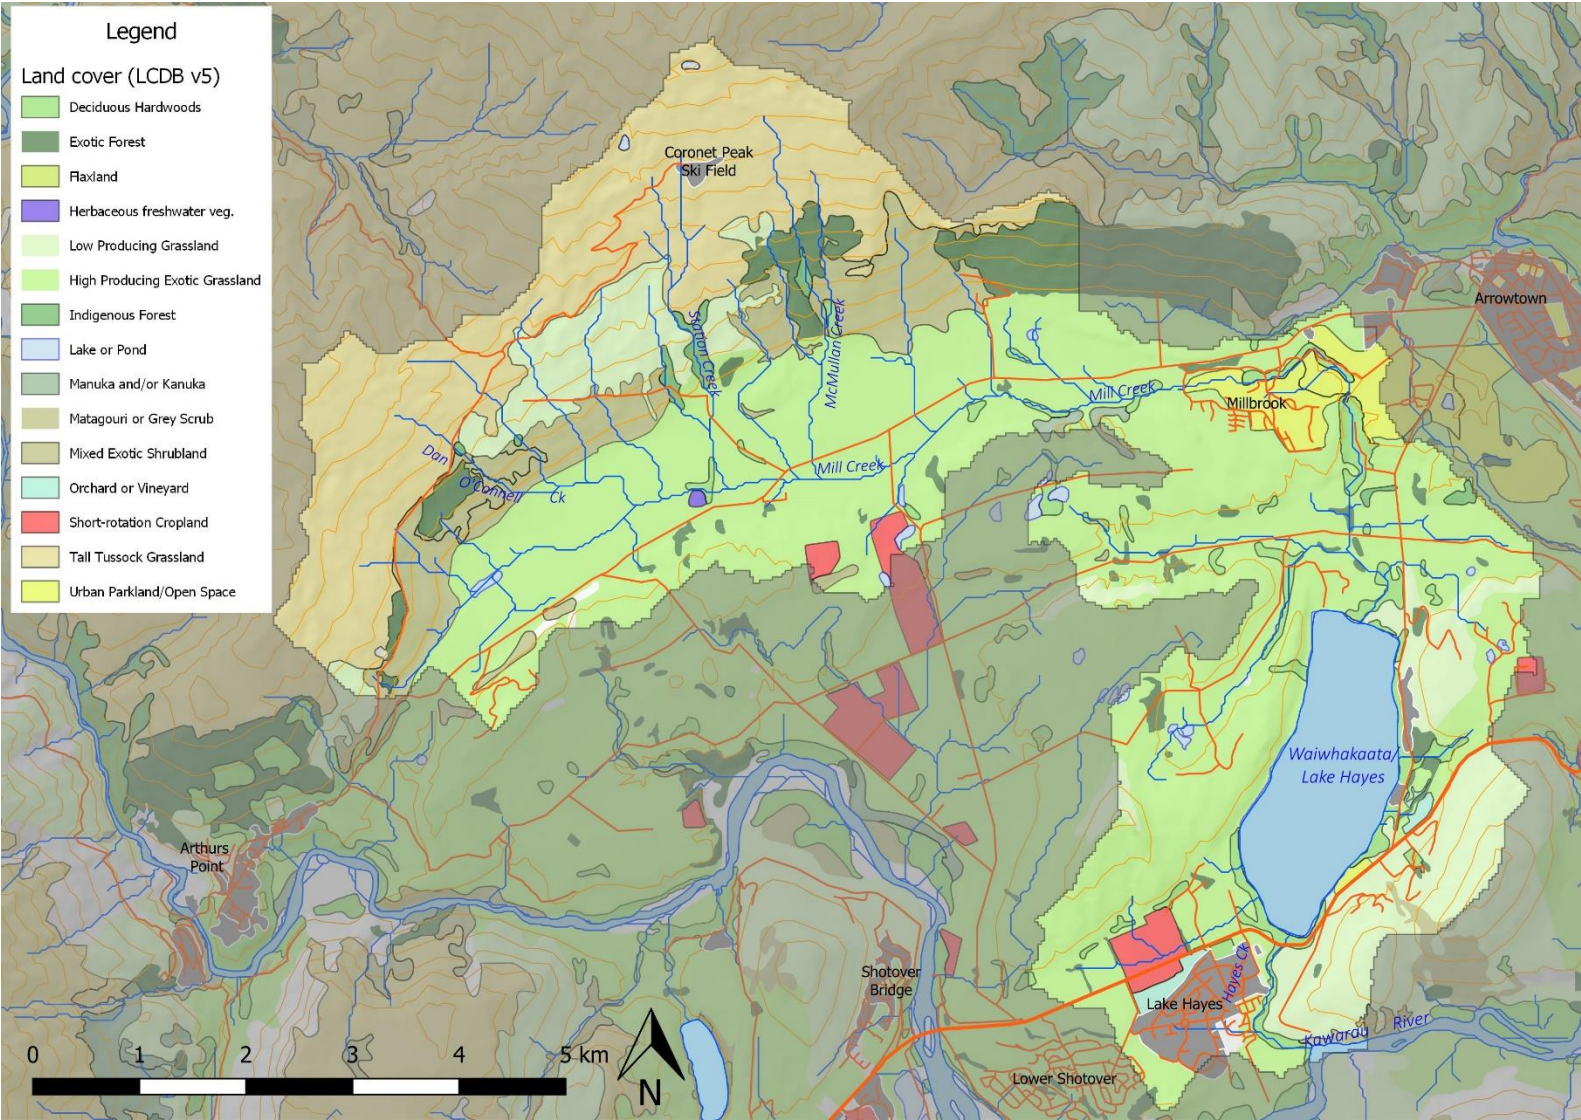 Legend
Land cover (LCDB v5)
Deciduous Hardwoods
Exotic Forest
Flaxland
Herbaceous freshwater veg.
Low Producing Grassland
High Producing Exotic Grassland
Indigenous Forest
Lake or Pond
Manuka and/or Kanuka
Matagouri or Grey Scrub
Mixed Exotic Shrubland
Orchard or Vineyard
Short-rotation Cropland
Tall Tussock Grassland
Urban Parkland/Open Space
Coronet Peak
Ski Field
Arrowtown
Station Creek
McMullan Creek
Mill Creek
Millbrook
Dan
O'Connell
Ck
Mill Creek
Waiwhakaata/
Lake Hayes
Arthurs
Point
Shotover
Bridge
Hayes Ck
Lake Hayes
Kawarau
River
Lower Shotover
0
1
2
3
4
5 km
N